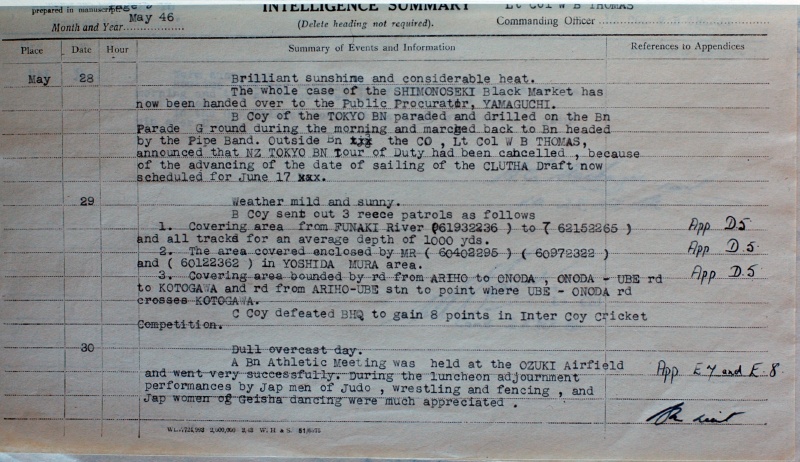 prepared in manuscript
INTELLIGENCE SUMMARY
Lt Col W B THOMAS
Month and Year May 46
(Delete heading not required).
Commanding Officer
Place Date Hour Summary of Events and Information References to Appendices
May 28 Brilliant sunshine and considerable heat.
The whole case of the SHIMONOSEKI Black Market has
now been handed over to the Public Procurator, YAMAGUCHI.
B Coy of the TOKYO BN paraded and drilled on the Bn
Parade G round during the morning and marched back to Bn headed
by the Pipe Band. Outside Bn xxx the CO , Lt Col W B THOMAS,
announced that NZ TOKYO BN Tour of Duty had been cancelled , because
of the advancing of the date of sailing of the CLUTHA Draft now
scheduled for June 17 xxx.
29 Weather mild and sunny.
B Coy sent out 3 recce patrols as follows
1. Covering area from FUNAKI River (61932236 ) to ( 62152265 ) App D.5
and all tracks for an average depth of 1000 yds.
2. The area covered enclosed by MR ( 60402295 ) ( 60972322 ) App D.5
and ( 60122362 ) in YOSHIDA MURA area.
3. Covering area bounded by rd from ARIHO to ONODA , ONODA - UBE rd App D.5
to KOTOGAWA and rd from ARIHO-UBE stn to point where UBE - ONODA rd
crosses KOTOGAWA.
C Coy defeated BHQ to gain 8 points in Inter Coy Cricket
Competition.
30 Dull overcast day.
A Bn Athletic Meeting was held at the OZUKI Airfield
and went very successfully. During the luncheon adjournment App E 7 and E.8
performances by Jap men of Judo , wrestling and fencing , and
Jap women of Geisha dancing were much appreciated .